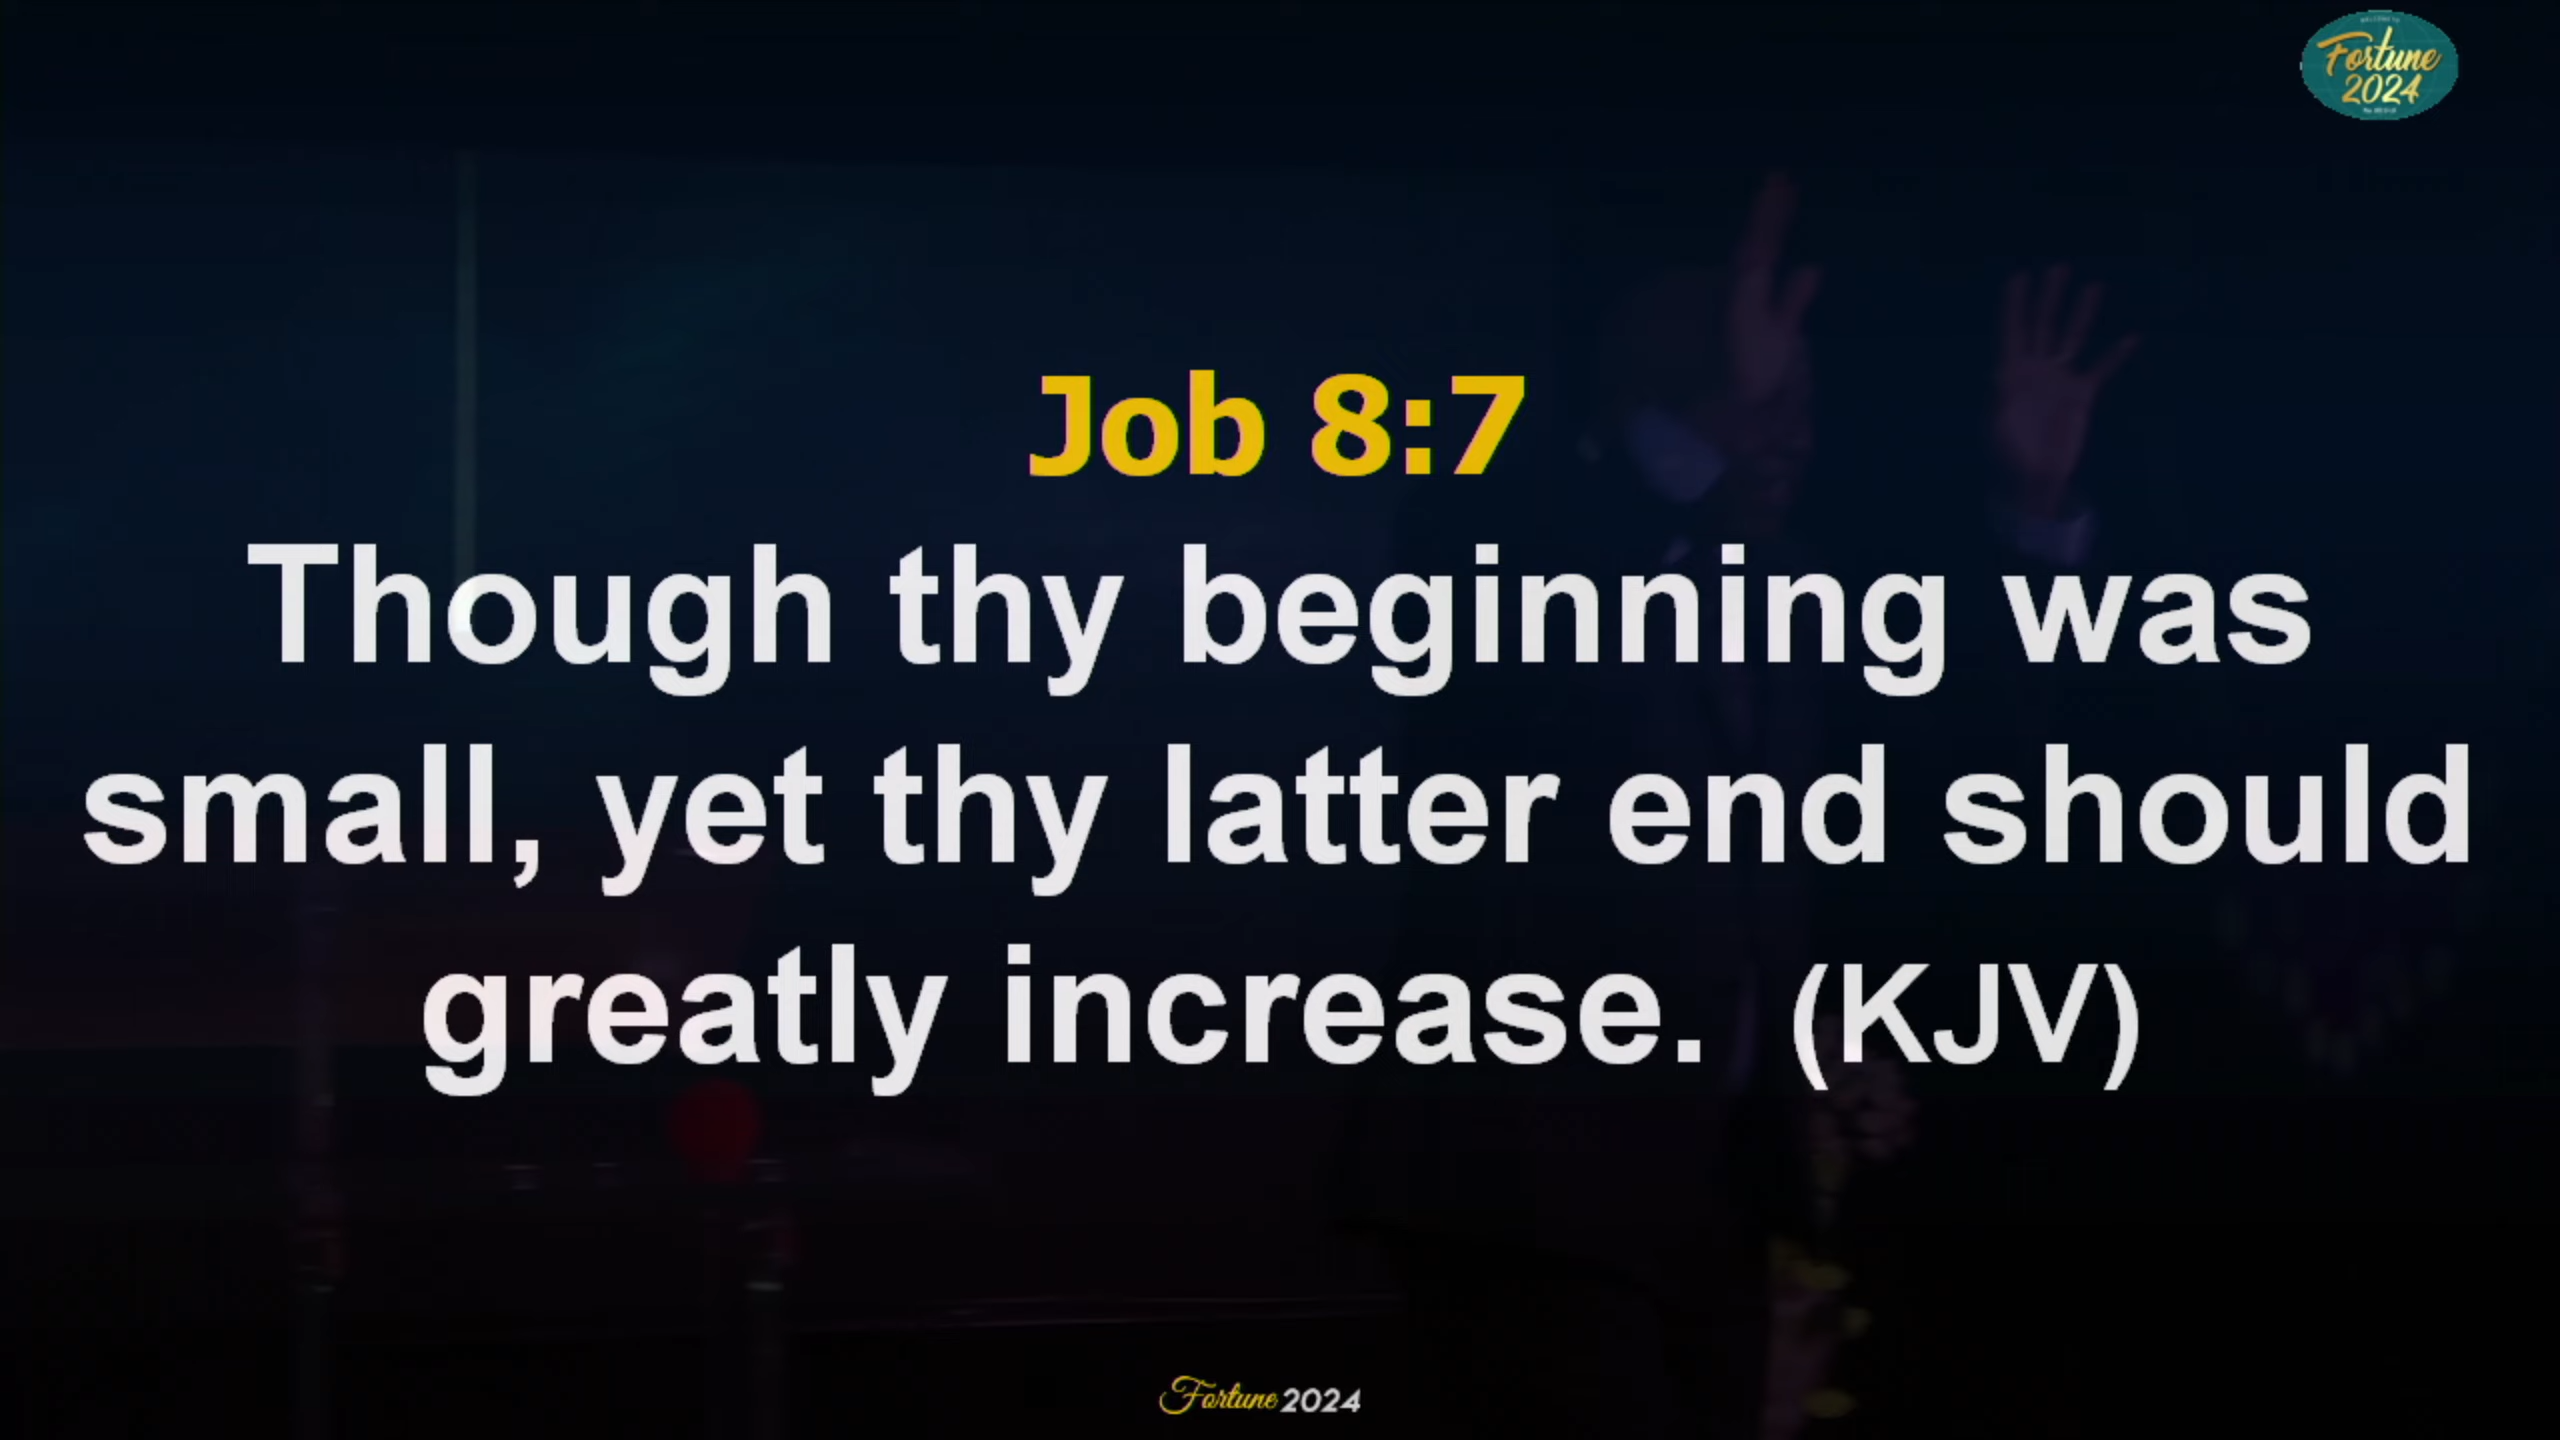 Fortune
2024
Job 8:7
Though thy beginning was
small, yet thy latter end should
greatly increase. (KJV)
Fortune 2024